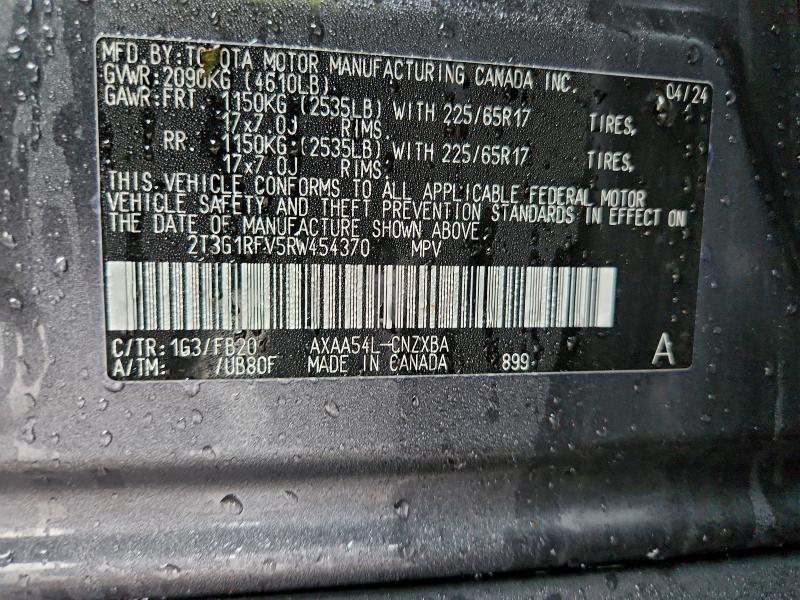 MFD. BY: TOYOTA MOTOR MANUFACTURING CANADA INC. 04/24
GVWR: 2090KG (4610LB)
GAWR: FRT. 1150KG (2535LB) WITH 225/65R17 TIRES,
17x7.0J RIMS.
RR. 1150KG (2535LB) WITH 225/65R17 TIRES,
17x7.0J RIMS.
THIS VEHICLE CONFORMS TO ALL APPLICABLE FEDERAL MOTOR
VEHICLE SAFETY AND THEFT PREVENTION STANDARDS IN EFFECT ON
THE DATE OF MANUFACTURE SHOWN ABOVE.
2T3G1RFV5RW454370 MPV
C/TR: 1G3/FB20 AXAA54L-CNZXBA A
A/TM: /UB80F MADE IN CANADA 899